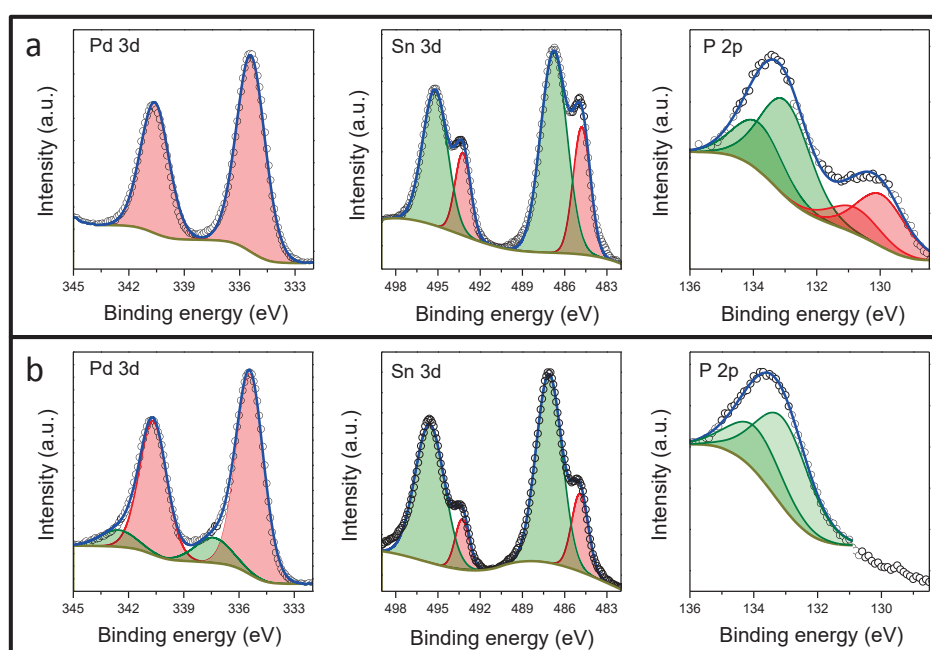 a
Pd 3d
Intensity (a.u.)
345 342 339 336 333
Binding energy (eV)
Sn 3d
Intensity (a.u.)
498 495 492 489 486 483
Binding energy (eV)
P 2p
Intensity (a.u.)
136 134 132 130
Binding energy (eV)
b
Pd 3d
Intensity (a.u.)
345 342 339 336 333
Binding energy (eV)
Sn 3d
Intensity (a.u.)
498 495 492 489 486 483
Binding energy (eV)
P 2p
Intensity (a.u.)
136 134 132 130
Binding energy (eV)